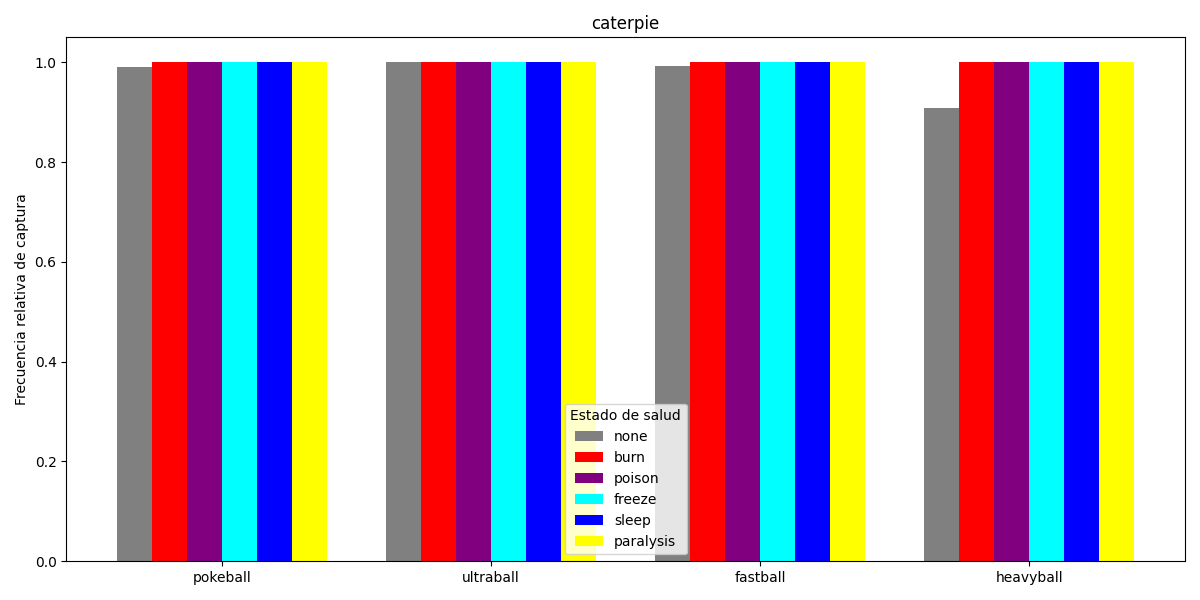 caterpie
Frecuencia relativa de captura
1.0
0.8
0.6
0.4
0.2
0.0
Estado de salud
none
burn
poison
freeze
sleep
paralysis
pokeball
ultraball
fastball
heavyball